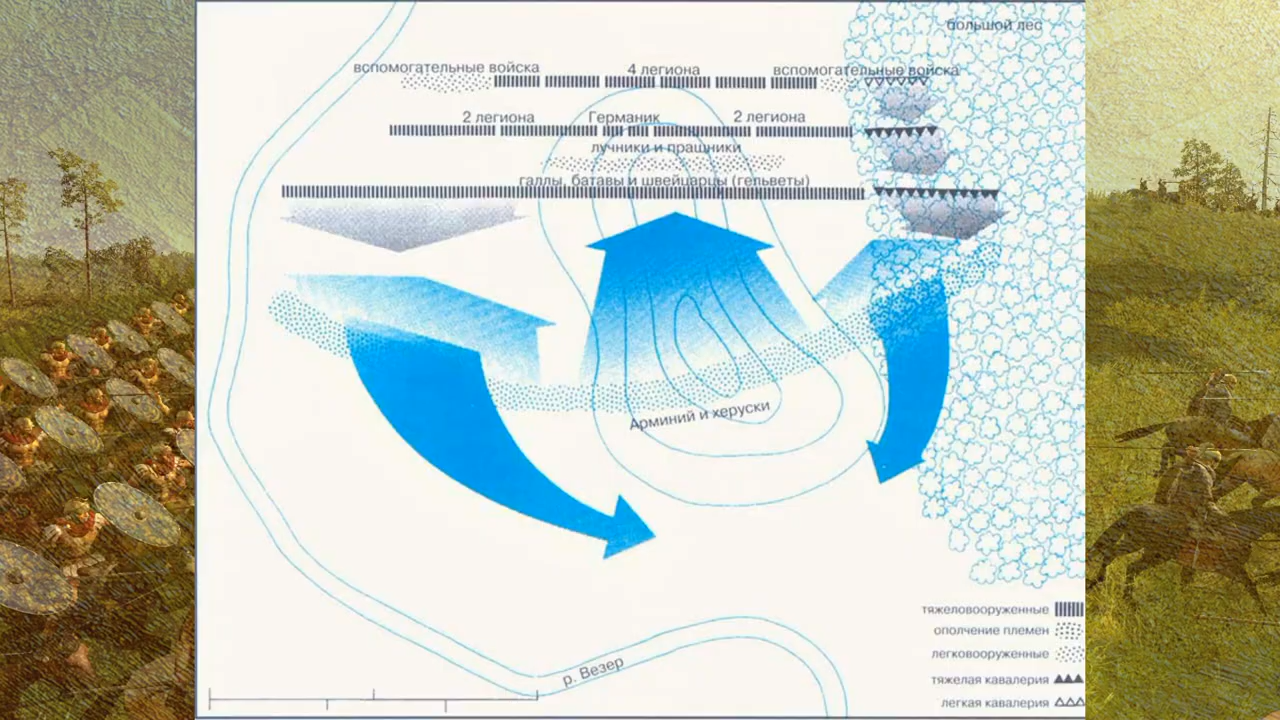 большой лес
вспомогательные войска
4 легиона
вспомогательные войска
2 легиона
Германик
2 легиона
лучники и пращники
галлы, батавы и швейцарцы (гельветы)
Арминий и херуски
тяжеловооруженные
ополчение племен
легковооруженные
р. Везер
тяжелая кавалерия
легкая кавалерия